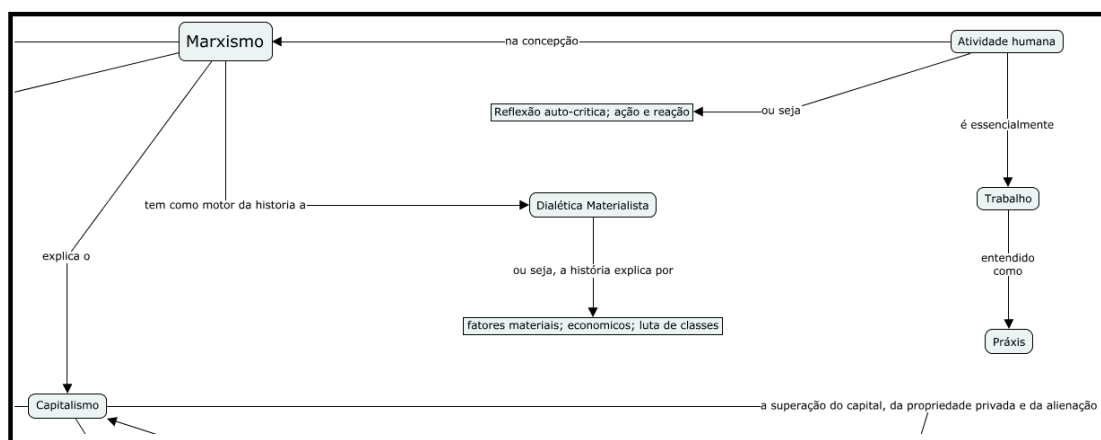 Marxismo
na concepção
Atividade humana
Reflexão auto-critica; ação e reação
ou seja
é essencialmente
tem como motor da historia a
Dialética Materialista
Trabalho
explica o
ou seja, a história explica por
entendido
como
fatores materiais; economicos; luta de classes
Práxis
Capitalismo
a superação do capital, da propriedade privada e da alienação